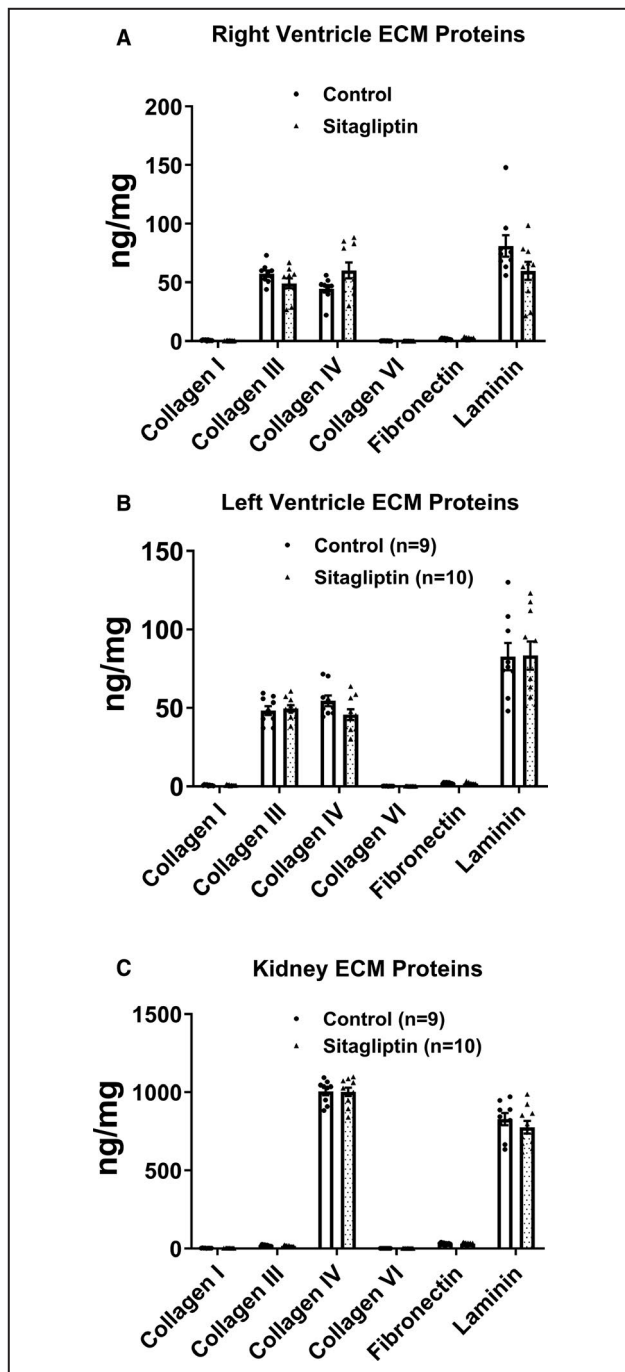 A Right Ventricle ECM Proteins
Control
Sitagliptin
ng/mg
200
150
100
50
0
Collagen I
Collagen III
Collagen IV
Collagen VI
Fibronectin
Laminin
B Left Ventricle ECM Proteins
Control (n=9)
Sitagliptin (n=10)
ng/mg
150
100
50
0
Collagen I
Collagen III
Collagen IV
Collagen VI
Fibronectin
Laminin
C Kidney ECM Proteins
Control (n=9)
Sitagliptin (n=10)
ng/mg
1500
1000
500
0
Collagen I
Collagen III
Collagen IV
Collagen VI
Fibronectin
Laminin